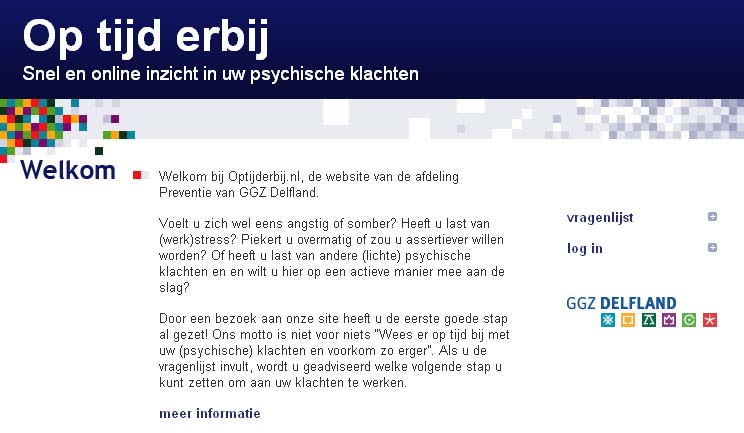 Op tijd erbij
Snel en online inzicht in uw psychische klachten
Welkom
Welkom bij Optijderbij.nl, de website van de afdeling
Preventie van GGZ Delfland.
Voelt u zich wel eens angstig of somber? Heeft u last van
(werk)stress? Piekert u overmatig of zou u assertiever willen
worden? Of heeft u last van andere (lichte) psychische
klachten en en wilt u hier op een actieve manier mee aan de
slag?
Door een bezoek aan onze site heeft u de eerste goede stap
al gezet! Ons motto is niet voor niets "Wees er op tijd bij met
uw (psychische) klachten en voorkom zo erger". Als u de
vragenlijst invult, wordt u geadviseerd welke volgende stap u
kunt zetten om aan uw klachten te werken.
meer informatie
vragenlijst
log in
GGZ DELFLAND